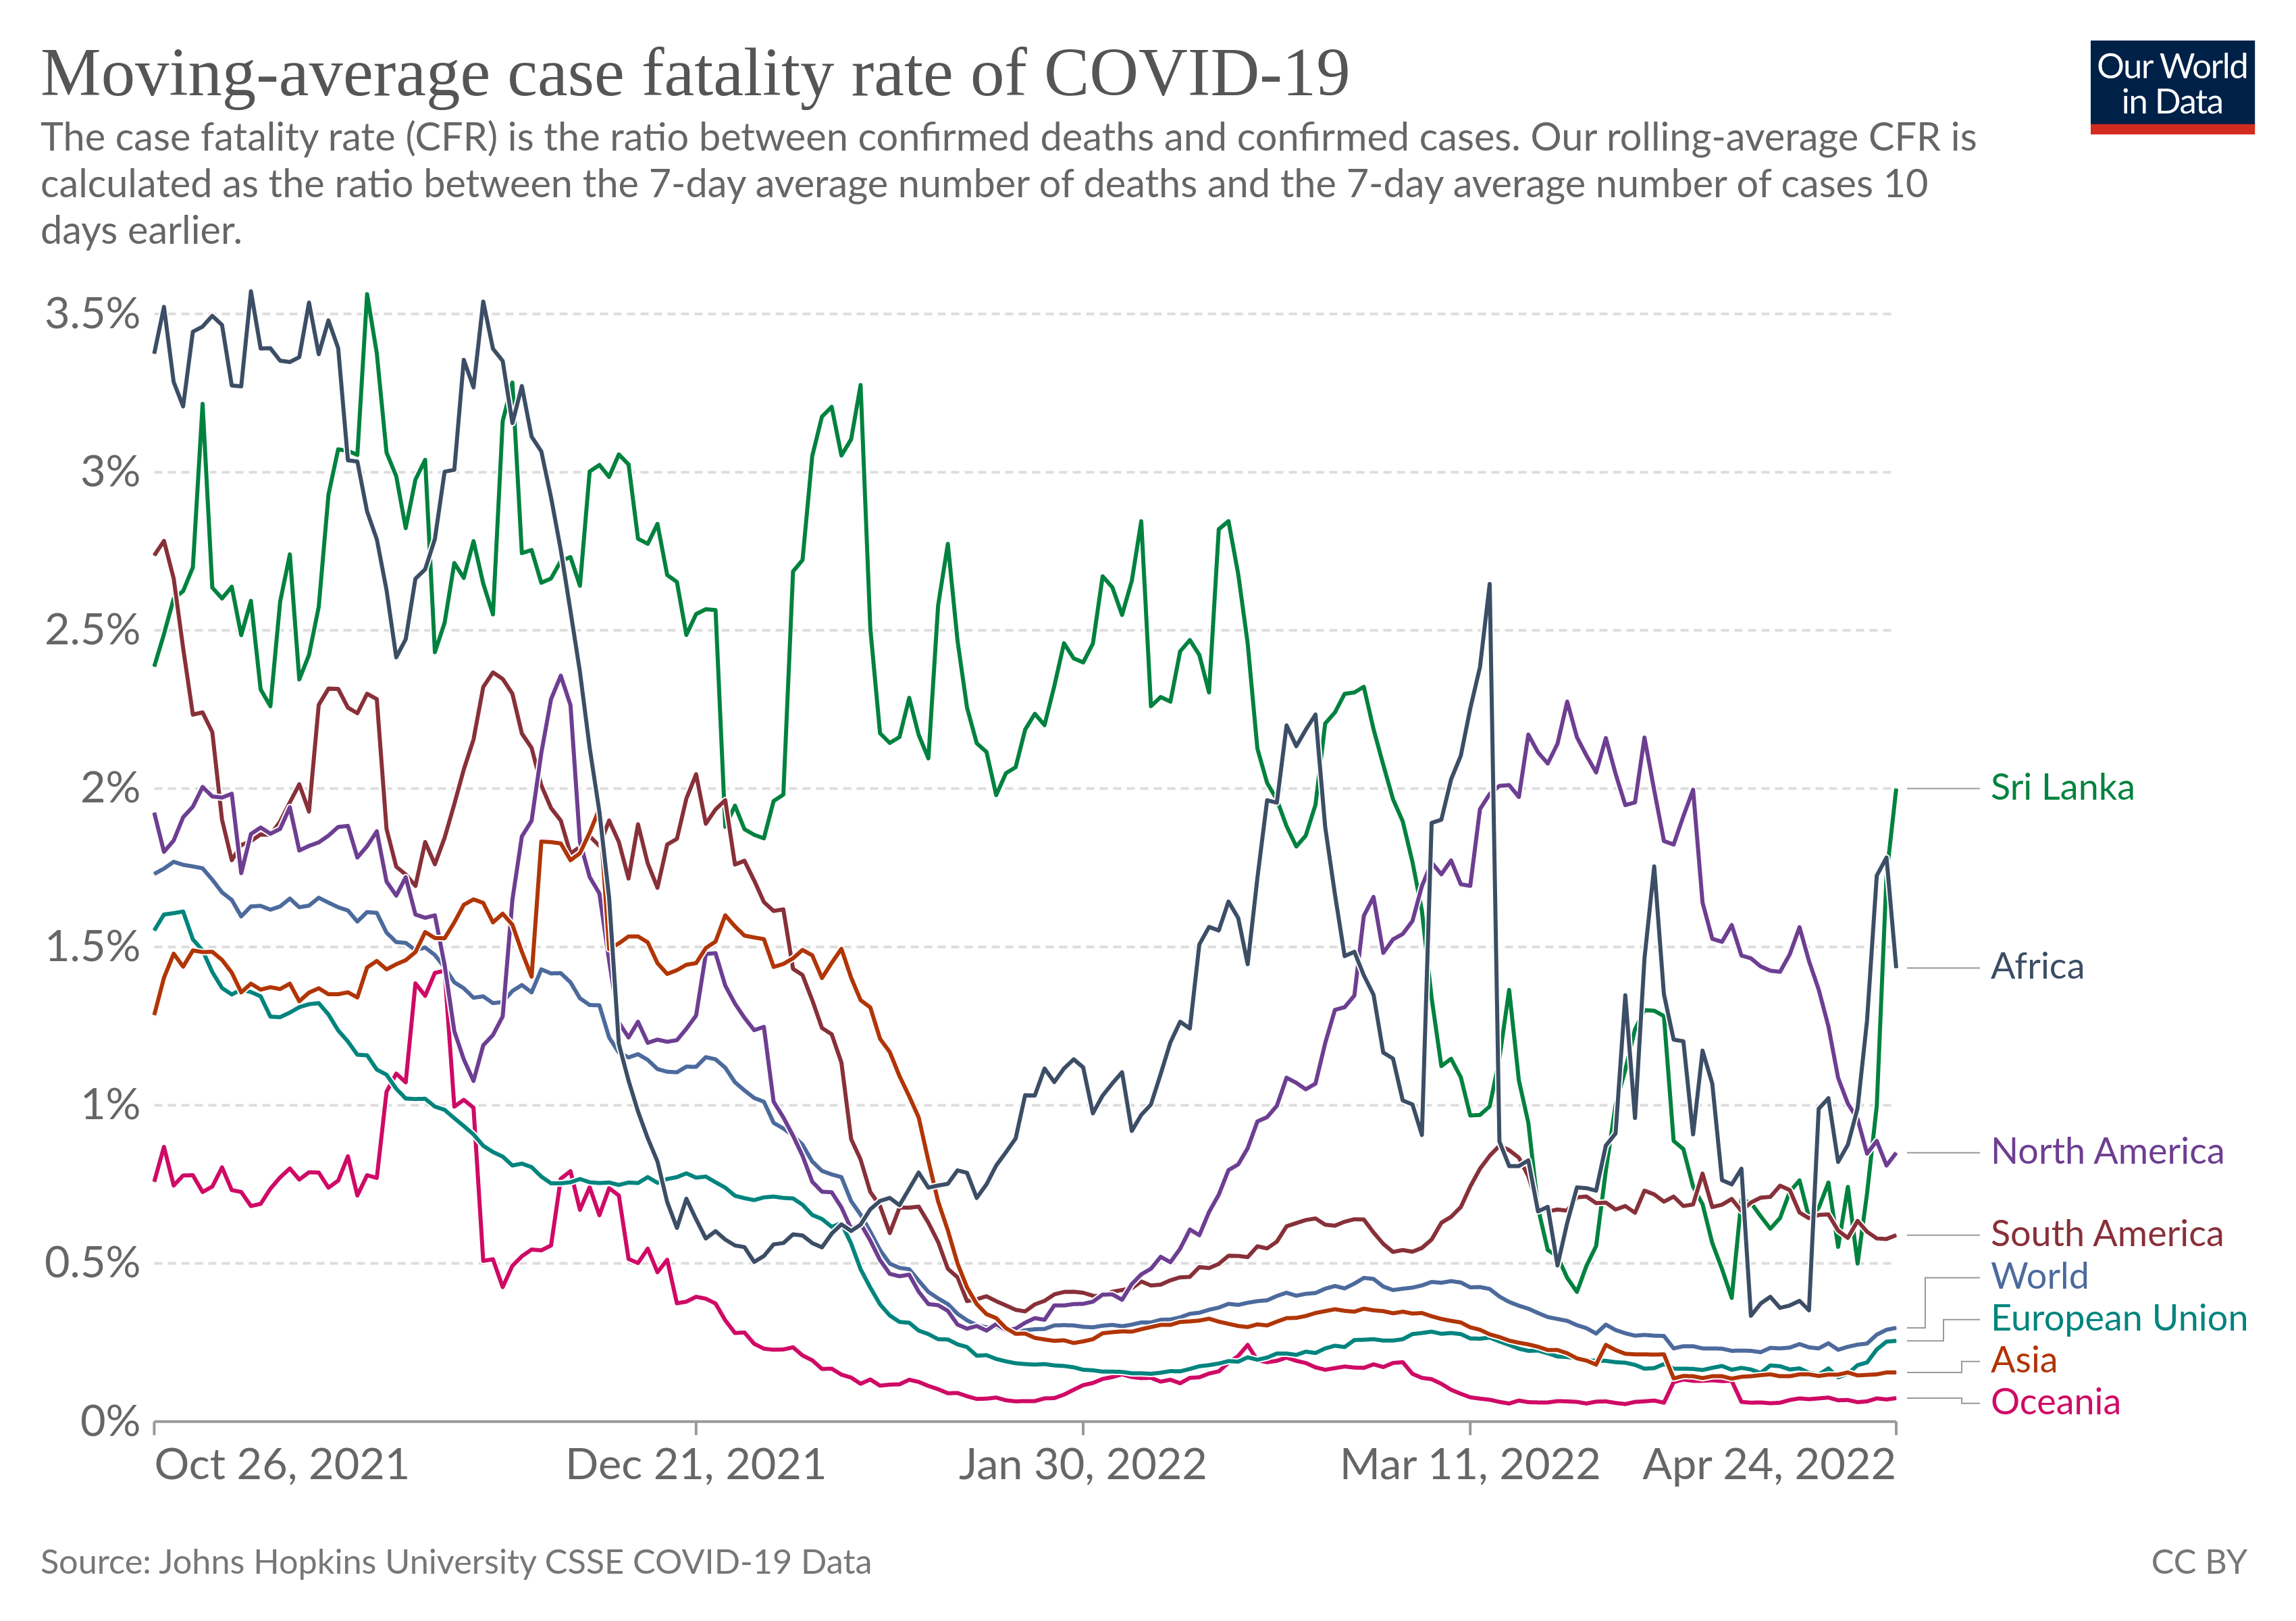 Moving-average case fatality rate of COVID-19
Our World
in Data
The case fatality rate (CFR) is the ratio between confirmed deaths and confirmed cases. Our rolling-average CFR is
calculated as the ratio between the 7-day average number of deaths and the 7-day average number of cases 10
days earlier.
3.5%
3%
2.5%
2%
1.5%
1%
0.5%
0%
Sri Lanka
Africa
North America
South America
World
European Union
Asia
Oceania
Oct 26, 2021
Dec 21, 2021
Jan 30, 2022
Mar 11, 2022
Apr 24, 2022
Source: Johns Hopkins University CSSE COVID-19 Data
CC BY